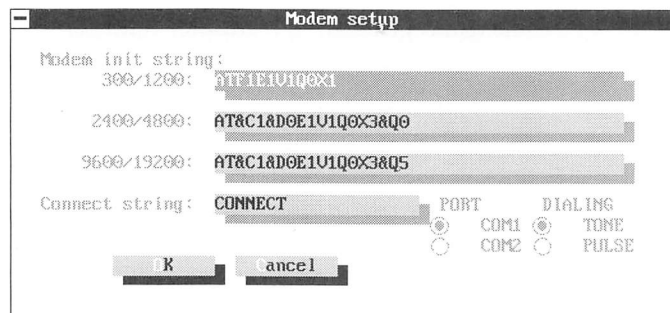 Modem setup
Modem init string:
300/1200: ATF1E1V1Q0X1
2400/4800: AT&C1&D0E1V1Q0X3&Q0
9600/19200: AT&C1&D0E1V1Q0X3&Q5
Connect string: CONNECT
PORT DIALING
COM1 TONE
COM2 PULSE
OK Cancel